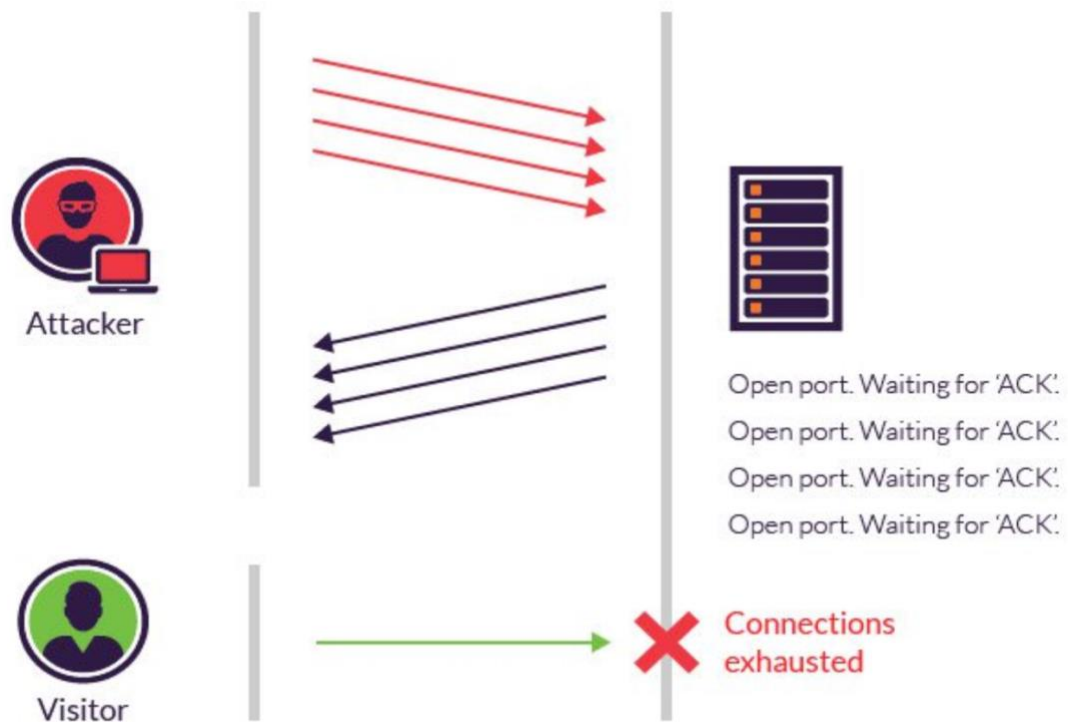 Attacker
Open port. Waiting for ‘ACK’.
Open port. Waiting for ‘ACK’.
Open port. Waiting for ‘ACK’.
Open port. Waiting for ‘ACK’.
Visitor
Connections
exhausted